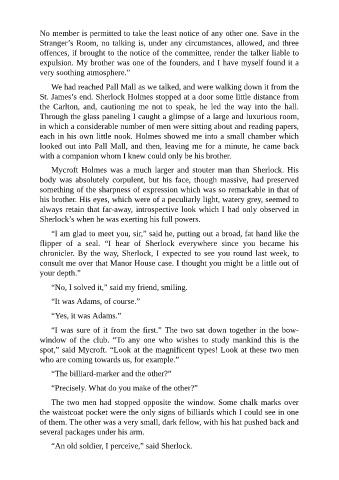 No member is permitted to take the least notice of any other one. Save in the
Stranger’s Room, no talking is, under any circumstances, allowed, and three
offences, if brought to the notice of the committee, render the talker liable to
expulsion. My brother was one of the founders, and I have myself found it a
very soothing atmosphere.”
We had reached Pall Mall as we talked, and were walking down it from the
St. James’s end. Sherlock Holmes stopped at a door some little distance from
the Carlton, and, cautioning me not to speak, he led the way into the hall.
Through the glass paneling I caught a glimpse of a large and luxurious room,
in which a considerable number of men were sitting about and reading papers,
each in his own little nook. Holmes showed me into a small chamber which
looked out into Pall Mall, and then, leaving me for a minute, he came back
with a companion whom I knew could only be his brother.
Mycroft Holmes was a much larger and stouter man than Sherlock. His
body was absolutely corpulent, but his face, though massive, had preserved
something of the sharpness of expression which was so remarkable in that of
his brother. His eyes, which were of a peculiarly light, watery grey, seemed to
always retain that far-away, introspective look which I had only observed in
Sherlock’s when he was exerting his full powers.
“I am glad to meet you, sir,” said he, putting out a broad, fat hand like the
flipper of a seal. “I hear of Sherlock everywhere since you became his
chronicler. By the way, Sherlock, I expected to see you round last week, to
consult me over that Manor House case. I thought you might be a little out of
your depth.”
“No, I solved it,” said my friend, smiling.
“It was Adams, of course.”
“Yes, it was Adams.”
“I was sure of it from the first.” The two sat down together in the bow-
window of the club. “To any one who wishes to study mankind this is the
spot,” said Mycroft. “Look at the magnificent types! Look at these two men
who are coming towards us, for example.”
“The billiard-marker and the other?”
“Precisely. What do you make of the other?”
The two men had stopped opposite the window. Some chalk marks over
the waistcoat pocket were the only signs of billiards which I could see in one
of them. The other was a very small, dark fellow, with his hat pushed back and
several packages under his arm.
“An old soldier, I perceive,” said Sherlock.